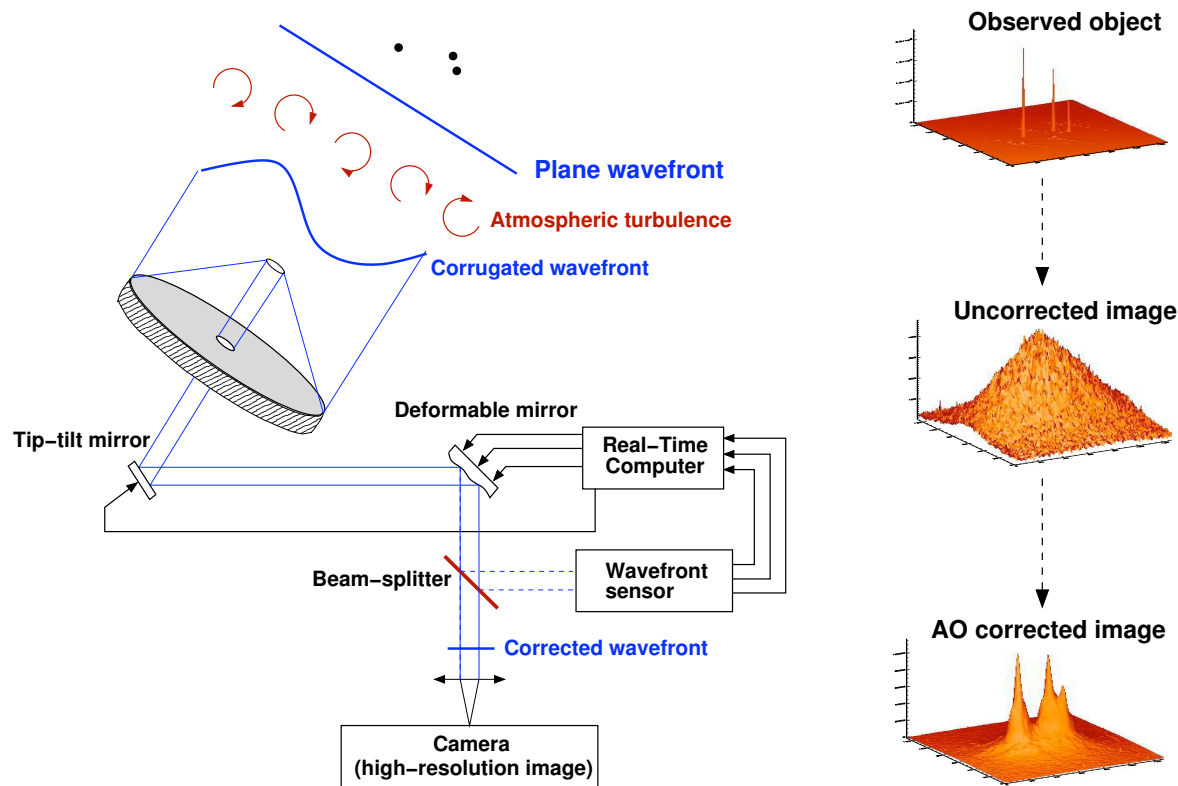 Observed object
Plane wavefront
Atmospheric turbulence
Corrugated wavefront
Uncorrected image
Deformable mirror
Tip-tilt mirror
Real-Time
Computer
Beam-splitter
Wavefront
sensor
AO corrected image
Corrected wavefront
Camera
(high-resolution image)